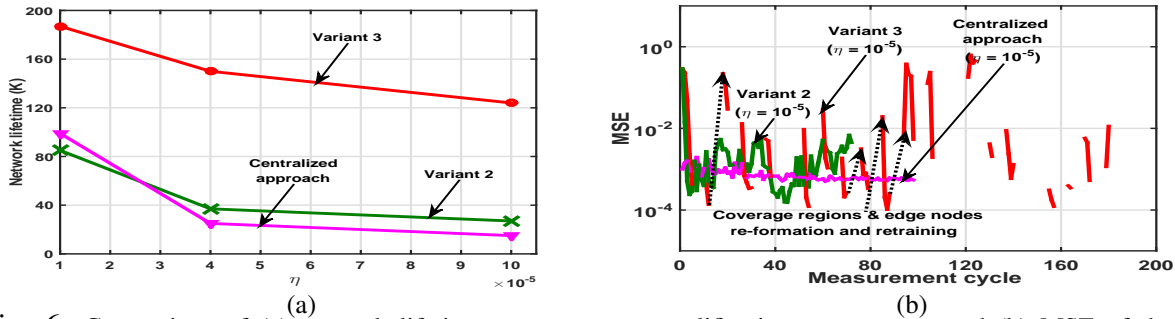 200
160
120
80
40
0
Network lifetime (K)
Variant 3
Centralized
approach
Variant 2
1 2 3 4 5 6 7 8 9 10
η
× 10-5
(a)
100
10-2
10-4
MSE
Variant 3
(η = 10-5)
Centralized
approach
(η = 10-5)
Variant 2
(η = 10-5)
Coverage regions & edge nodes
re-formation and retraining
0 40 80 120 160 200
Measurement cycle
(b)